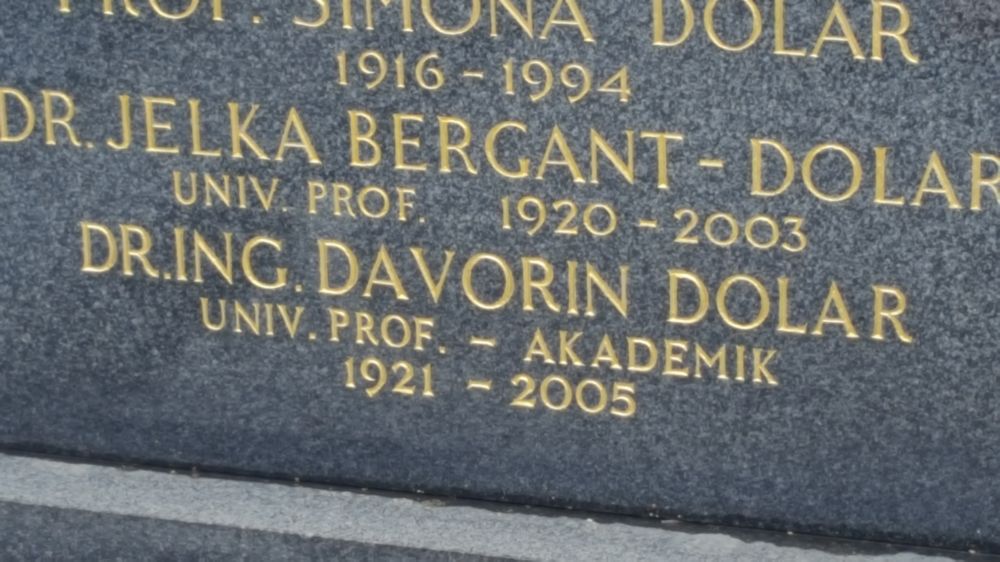 PROF. SIMONA DOLAR
1916 - 1994
DR. JELKA BERGANT - DOLAR
UNIV. PROF. 1920 - 2003
DR. ING. DAVORIN DOLAR
UNIV. PROF. - AKADEMIK
1921 - 2005